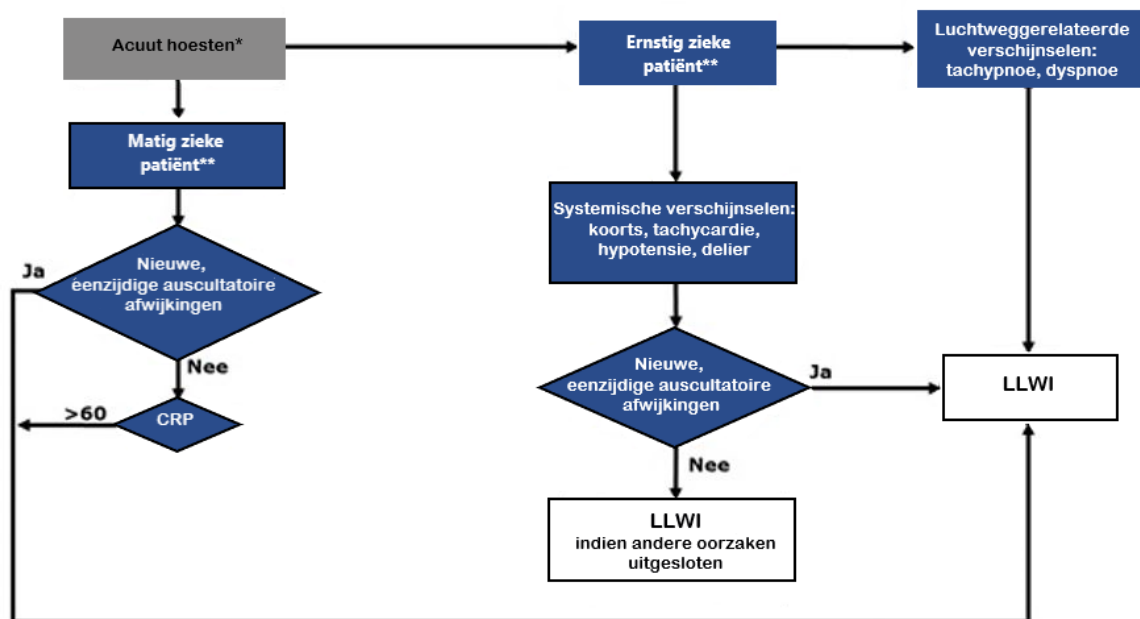 Acuut hoesten*
Ernstig zieke
patiënt**
Luchtweggerelateerde
verschijnselen:
tachypnoe, dyspnoe
Matig zieke
patiënt**
Systemische verschijnselen:
koorts, tachycardie,
hypotensie, delier
Ja
Nieuwe,
eenzijdige auscultatoire
afwijkingen
Nee
>60
CRP
Nieuwe,
eenzijdige auscultatoire
afwijkingen
Ja
LLWI
Nee
LLWI
indien andere oorzaken
uitgesloten